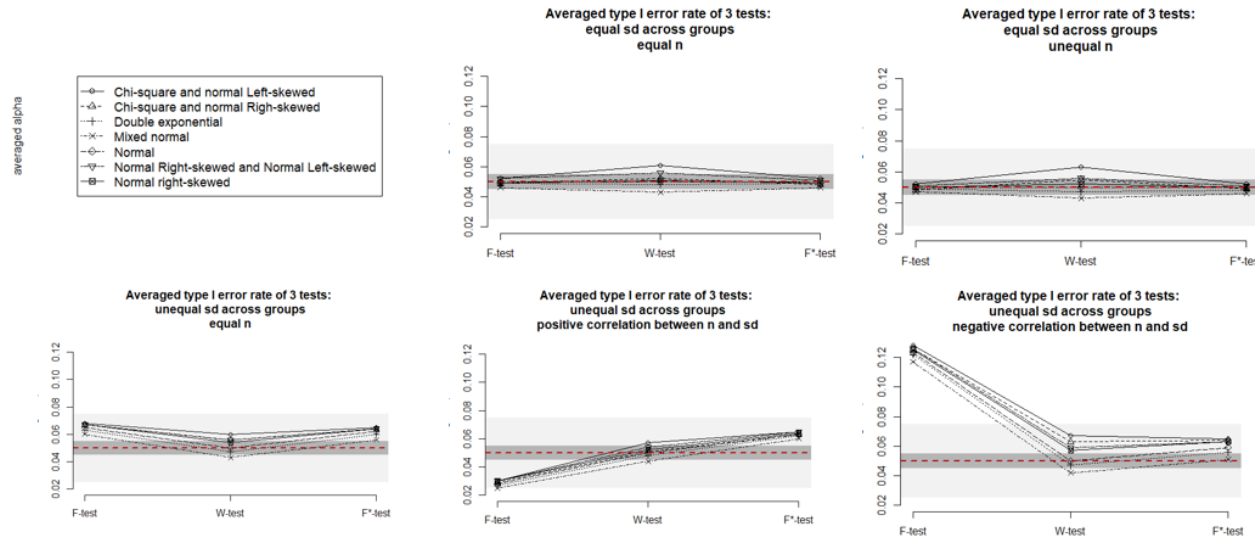 averaged alpha
Chi-square and normal Left-skewed
Chi-square and normal Righ-skewed
Double exponential
Mixed normal
Normal
Normal Right-skewed and Normal Left-skewed
Normal right-skewed
Averaged type I error rate of 3 tests:
equal sd across groups
equal n
0.02 0.04 0.06 0.08 0.10 0.12
F-test W-test F*-test
Averaged type I error rate of 3 tests:
equal sd across groups
unequal n
0.02 0.04 0.06 0.08 0.10 0.12
F-test W-test F*-test
Averaged type I error rate of 3 tests:
unequal sd across groups
equal n
0.02 0.04 0.06 0.08 0.10 0.12
F-test W-test F*-test
Averaged type I error rate of 3 tests:
unequal sd across groups
positive correlation between n and sd
0.02 0.04 0.06 0.08 0.10 0.12
F-test W-test F*-test
Averaged type I error rate of 3 tests:
unequal sd across groups
negative correlation between n and sd
0.02 0.04 0.06 0.08 0.10 0.12
F-test W-test F*-test